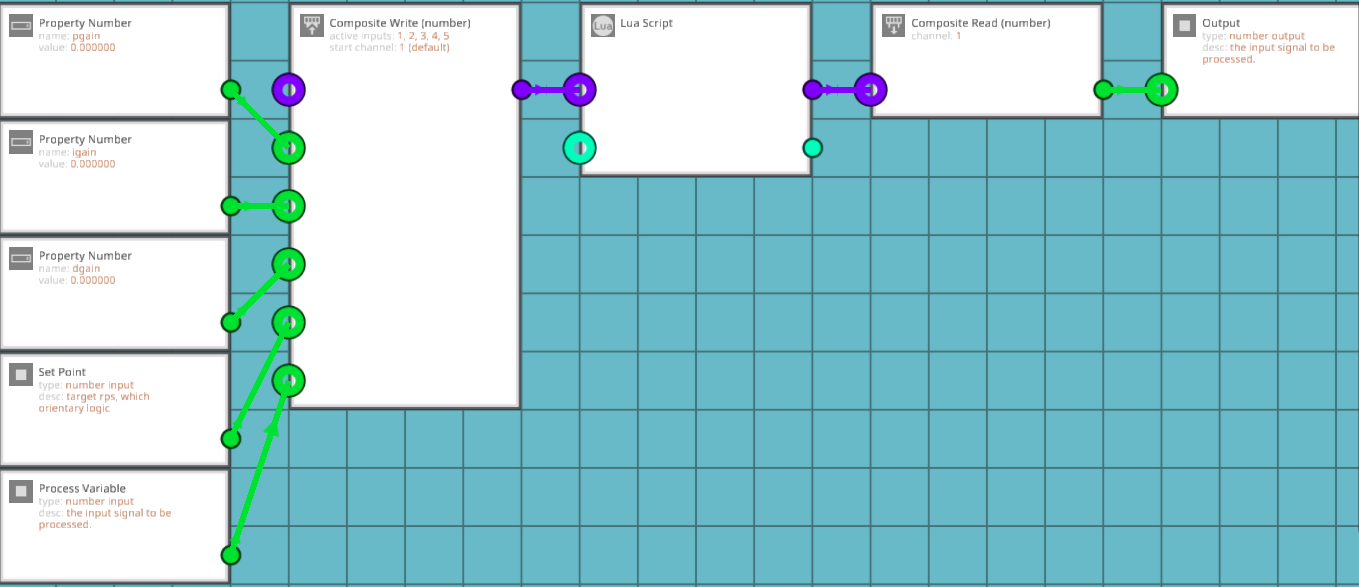 Property Number
name: pgain
value: 0.000000
Property Number
name: igain
value: 0.000000
Property Number
name: dgain
value: 0.000000
Set Point
type: number input
desc: target rps, which
orientary logic
Process Variable
type: number input
desc: the input signal to be
processed.
Composite Write (number)
active inputs: 1, 2, 3, 4, 5
start channel: 1 (default)
Lua
Lua Script
Composite Read (number)
channel: 1
Output
type: number output
desc: the input signal to be
processed.